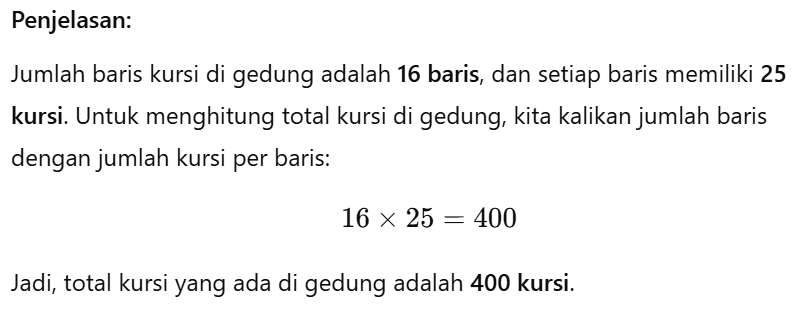 Penjelasan:
Jumlah baris kursi di gedung adalah 16 baris, dan setiap baris memiliki 25
kursi. Untuk menghitung total kursi di gedung, kita kalikan jumlah baris
dengan jumlah kursi per baris:
16 × 25 = 400
Jadi, total kursi yang ada di gedung adalah 400 kursi.